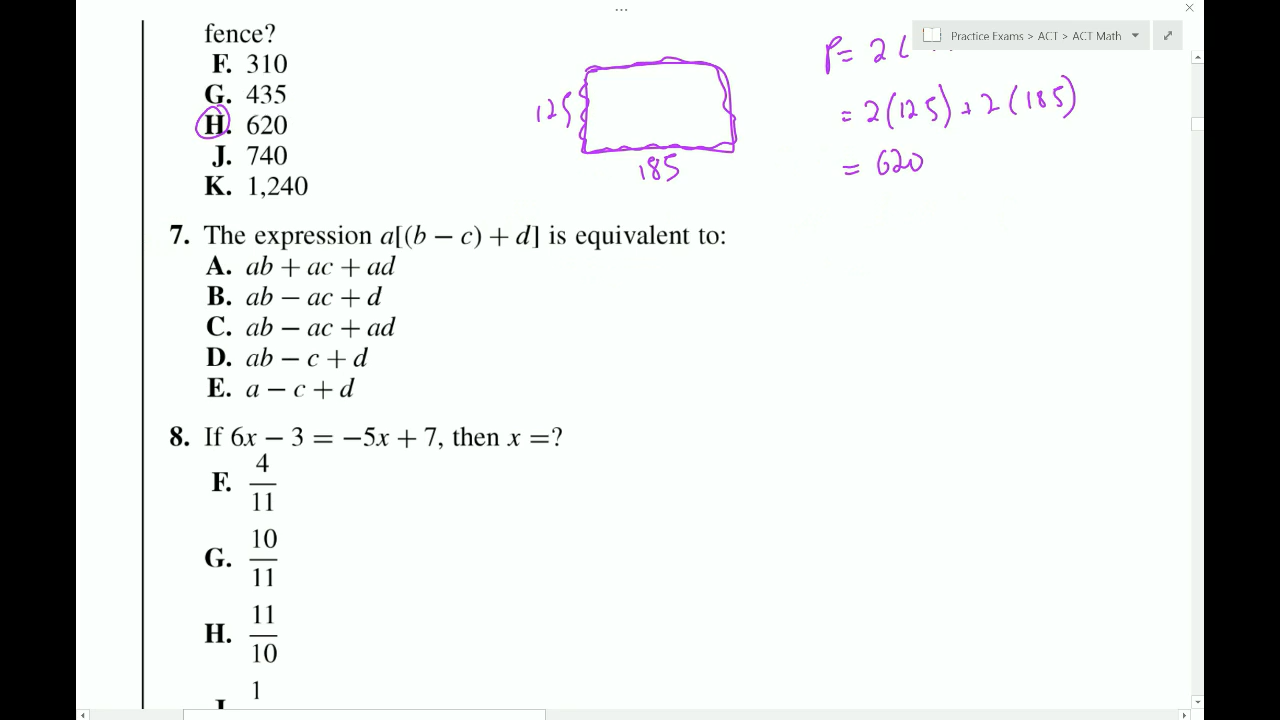 ...
Practice Exams > ACT > ACT Math
fence?
F. 310
G. 435
H. 620
J. 740
K. 1,240
125
185
P = 2(
= 2(125) + 2(185)
= 620
7. The expression a[(b − c) + d] is equivalent to:
A. ab + ac + ad
B. ab − ac + d
C. ab − ac + ad
D. ab − c + d
E. a − c + d
8. If 6x − 3 = −5x + 7, then x =?
F. 4/11
G. 10/11
H. 11/10
1